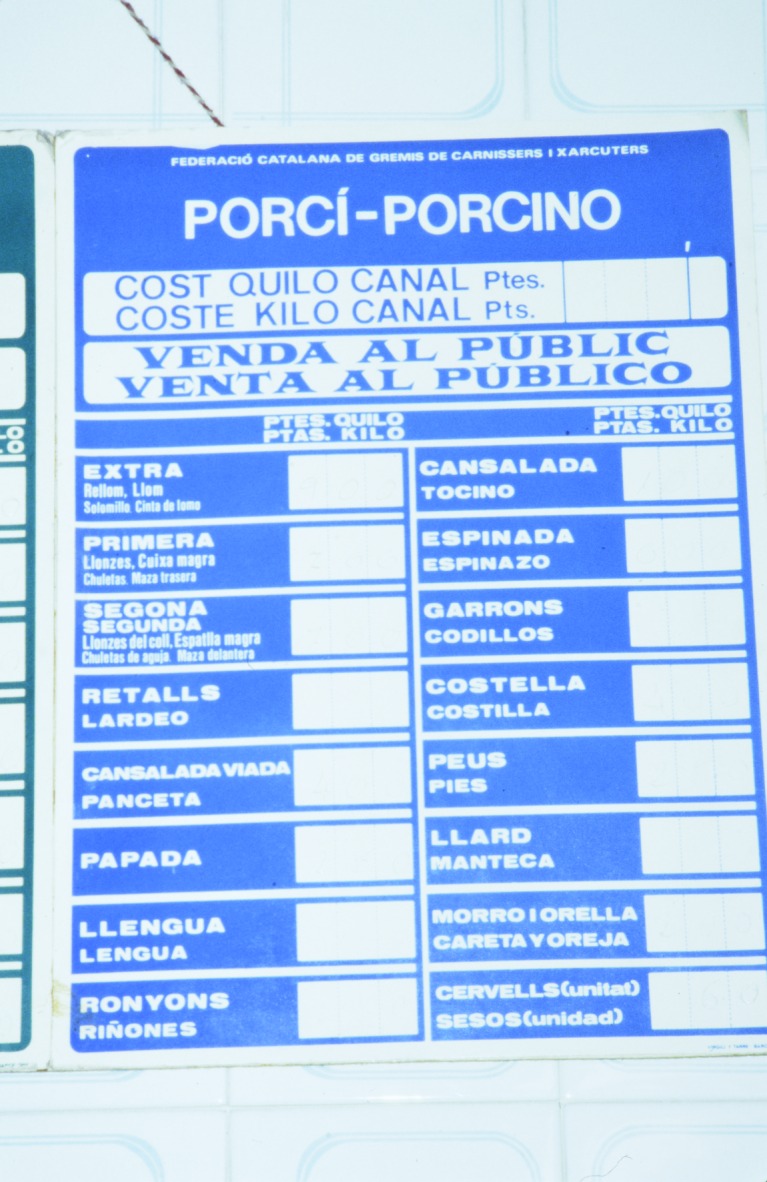 FEDERACIÓ CATALANA DE GREMIS DE CARNISSERS I XARCUTERS
PORCÍ-PORCINO
COST QUILO CANAL Ptes.
COSTE KILO CANAL Pts.
VENDA AL PÚBLIC
VENTA AL PÚBLICO
PTES. QUILO
PTAS. KILO
PTES. QUILO
PTAS. KILO
EXTRA
Rellom, Llom
Solomillo. Cinta de lomo
PRIMERA
Llonzes, Cuixa magra
Chuletas. Maza trasera
SEGONA
SEGUNDA
Llonzes del coll, Espatlla magra
Chuletas de aguja. Maza delantera
RETALLS
LARDEO
CANSALADA VIADA
PANCETA
PAPADA
LLENGUA
LENGUA
RONYONS
RIÑONES
CANSALADA
TOCINO
ESPINADA
ESPINAZO
GARRONS
CODILLOS
COSTELLA
COSTILLA
PEUS
PIES
LLARD
MANTECA
MORRO I ORELLA
CARETA Y OREJA
CERVELLS (unitat)
SESOS (unidad)